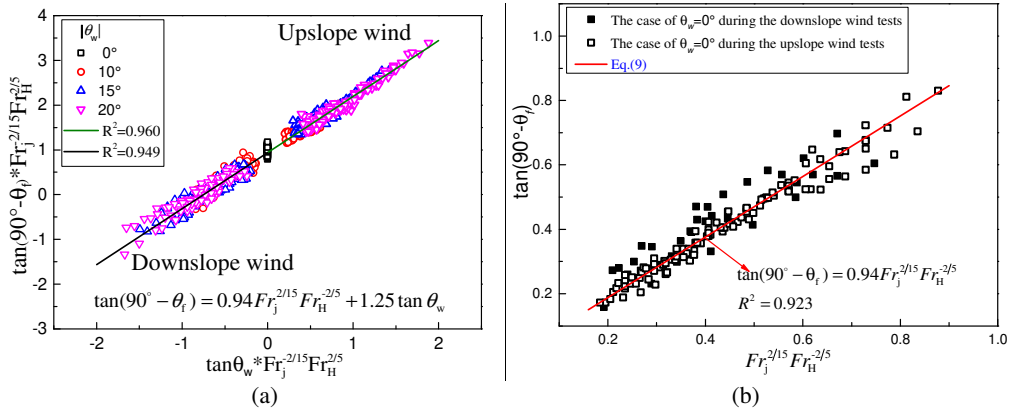 |θw|
0°
10°
15°
20°
R²=0.960
R²=0.949
Upslope wind
Downslope wind
tan(90° − θf) = 0.94Frj^2/15 FrH^-2/5 + 1.25 tan θw
4
3
2
1
0
-1
-2
-3
-2
-1
0
1
2
tan(90°-θf)*Frj^-2/15 FrH^2/5
tanθw*Frj^-2/15 FrH^2/5
(a)
The case of θw=0° during the downslope wind tests
The case of θw=0° during the upslope wind tests
Eq.(9)
tan(90° − θf) = 0.94Frj^2/15 FrH^-2/5
R² = 0.923
1.0
0.8
0.6
0.4
0.2
0.2
0.4
0.6
0.8
1.0
tan(90°-θf)
Frj^2/15 FrH^-2/5
(b)